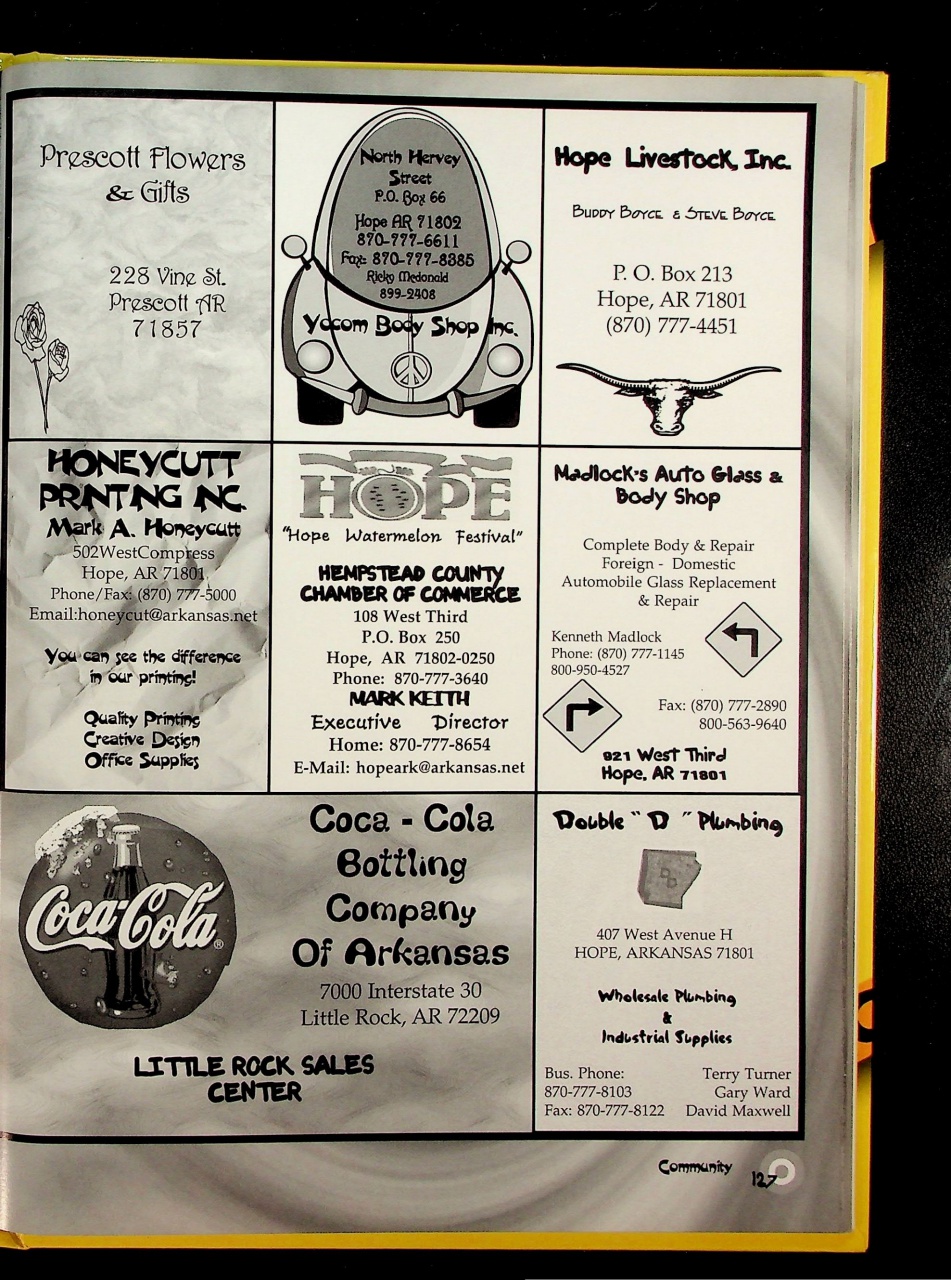 Prescott Flowers
& Gifts
228 Vine St.
Prescott AR
71857
North Hervey
Street
P.O. Box 66
Hope AR 71802
870-777-6611
Fax: 870-777-8385
Ricky Mcdonald
899-2408
Yocom Body Shop Inc.
Hope Livestock, Inc.
BUDDY BOYCE & STEVE BOYCE
P. O. Box 213
Hope, AR 71801
(870) 777-4451
HONEYCUTT
PRINTING INC.
Mark A. Honeycutt
502WestCompress
Hope, AR 71801
Phone/Fax: (870) 777-5000
Email:honeycut@arkansas.net
You can see the difference
in our printing!
Quality Printing
Creative Design
Office Supplies
HOPE
"Hope Watermelon Festival"
HEMPSTEAD COUNTY
CHAMBER OF COMMERCE
108 West Third
P.O. Box 250
Hope, AR 71802-0250
Phone: 870-777-3640
MARK KEITH
Executive Director
Home: 870-777-8654
E-Mail: hopeark@arkansas.net
Madlock's Auto Glass &
Body Shop
Complete Body & Repair
Foreign - Domestic
Automobile Glass Replacement
& Repair
Kenneth Madlock
Phone: (870) 777-1145
800-950-4527
Fax: (870) 777-2890
800-563-9640
821 West Third
Hope, AR 71801
Coca-Cola®
Coca - Cola
Bottling
Company
Of Arkansas
7000 Interstate 30
Little Rock, AR 72209
LITTLE ROCK SALES
CENTER
Double "D" Plumbing
DD
407 West Avenue H
HOPE, ARKANSAS 71801
Wholesale Plumbing
&
Industrial Supplies
Bus. Phone:
870-777-8103
Fax: 870-777-8122
Terry Turner
Gary Ward
David Maxwell
Community
127